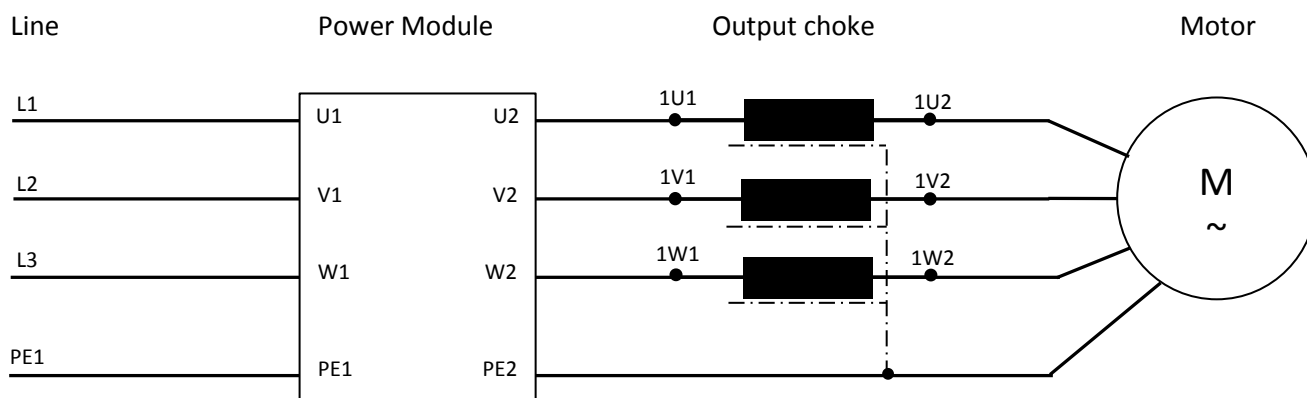 Line Power Module Output choke Motor
L1 U1 U2 1U1 1U2
L2 V1 V2 1V1 1V2 M
~
L3 W1 W2 1W1 1W2
PE1 PE1 PE2